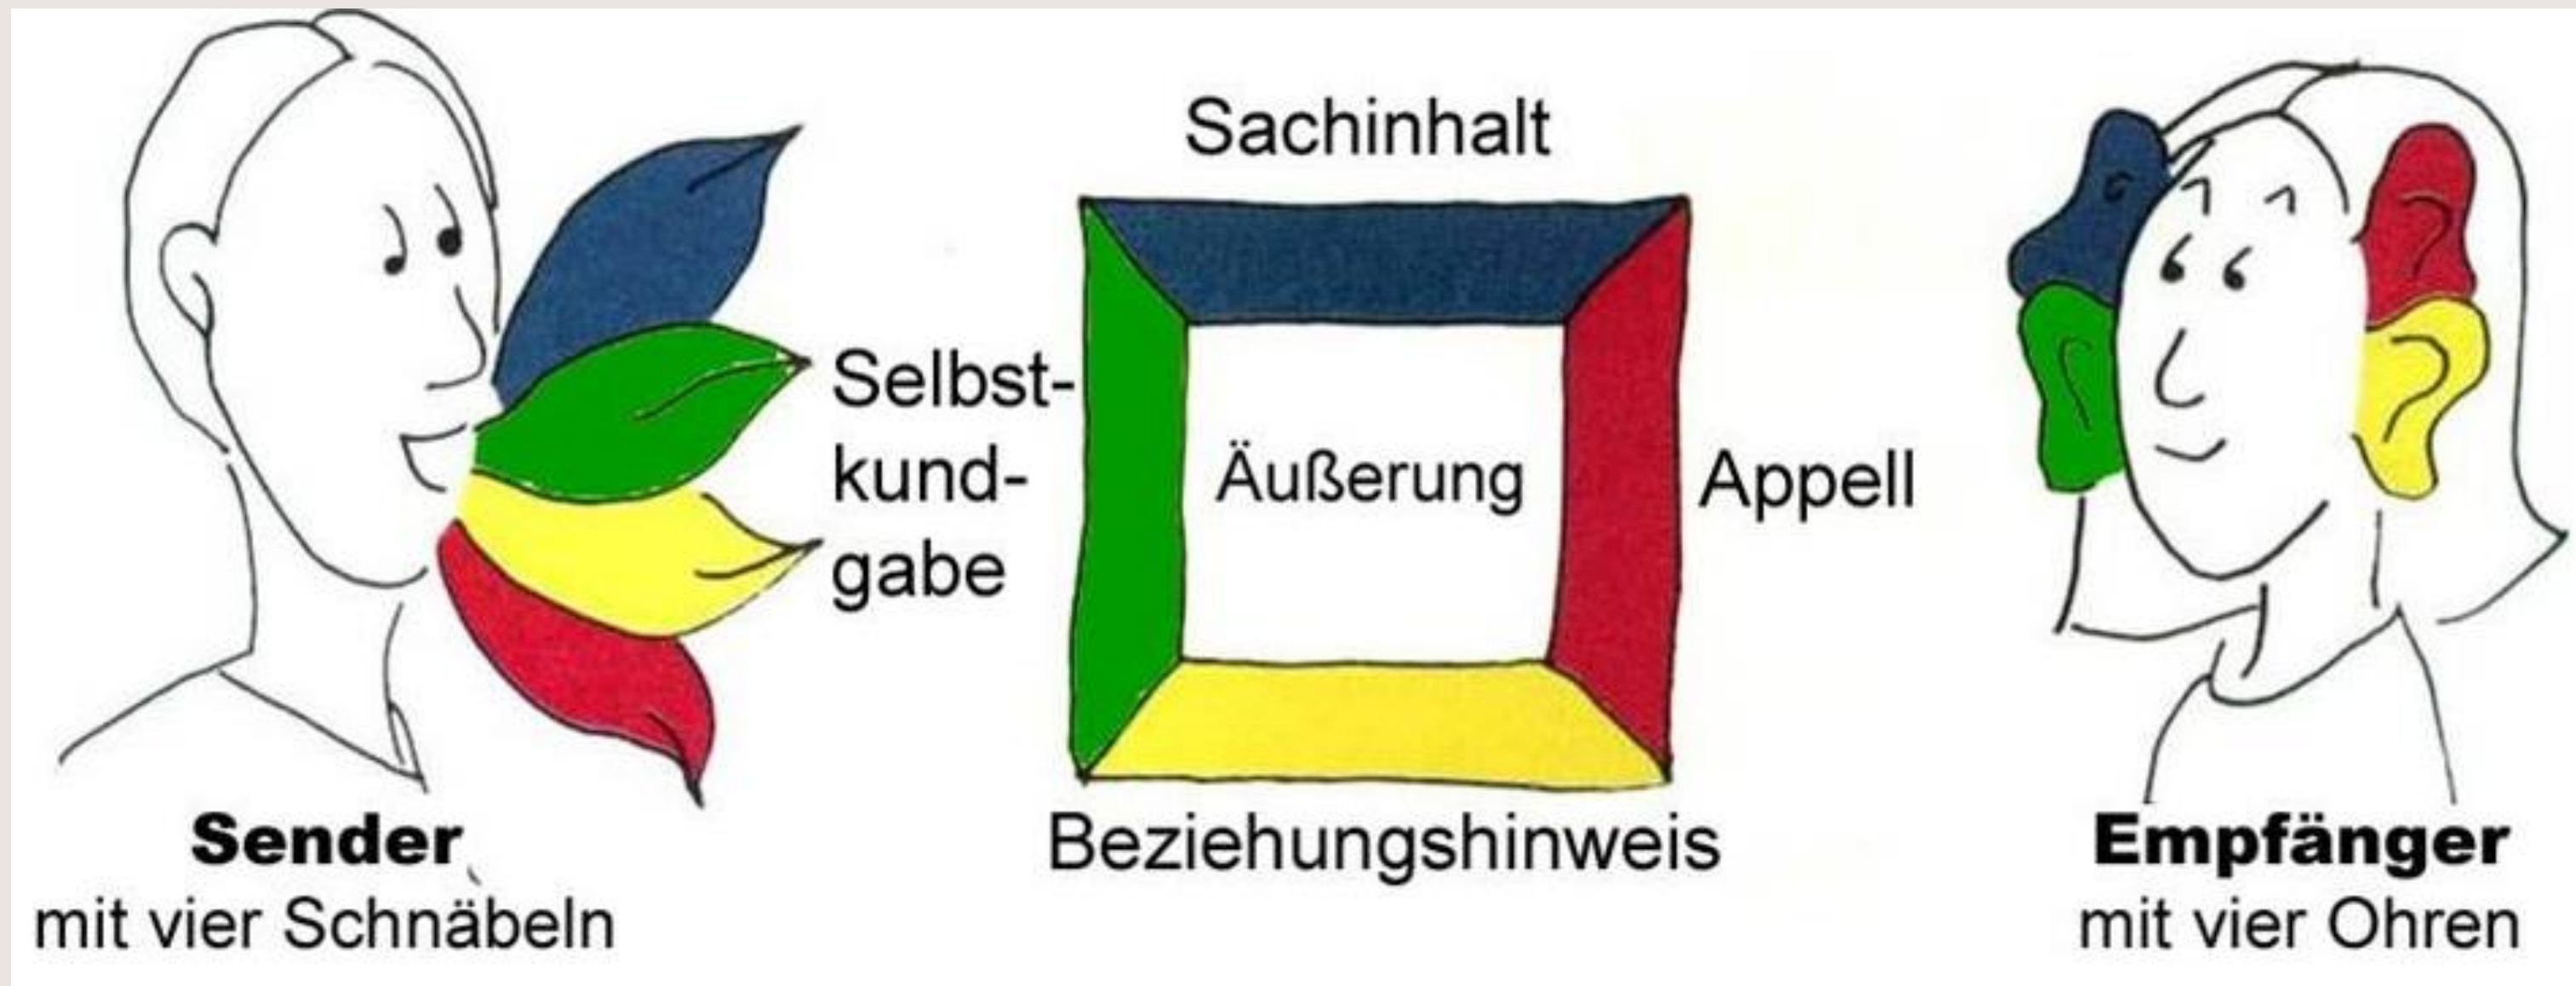 Sachinhalt
Selbst-
kund-
gabe
Äußerung
Appell
Beziehungshinweis
Sender
mit vier Schnäbeln
Empfänger
mit vier Ohren